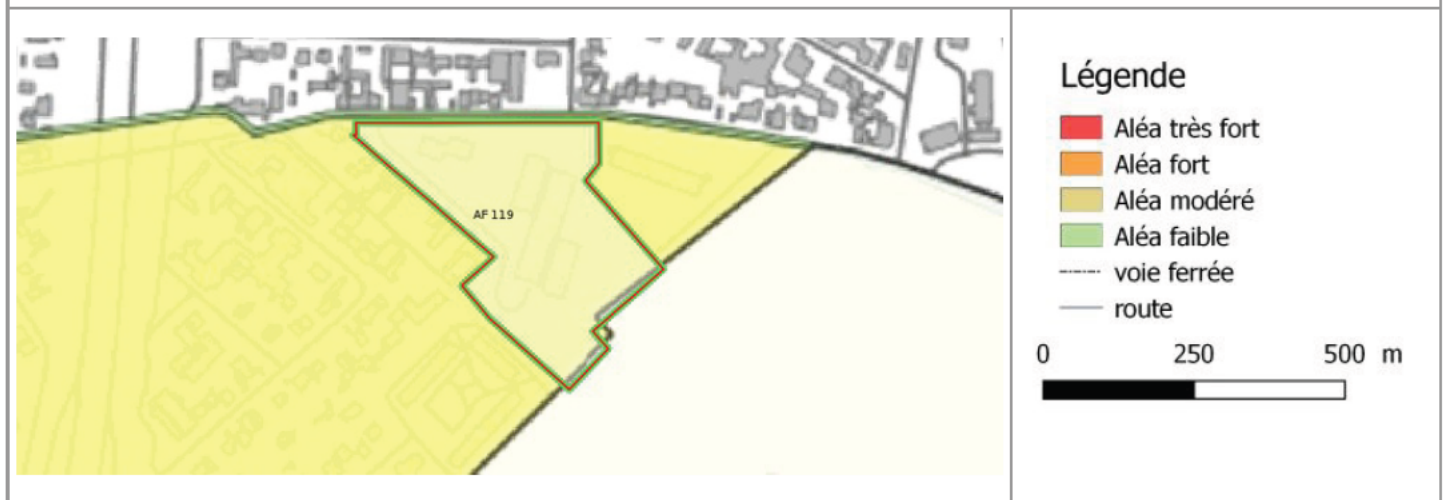 AF 119
Légende
Aléa très fort
Aléa fort
Aléa modéré
Aléa faible
voie ferrée
route
0 250 500 m